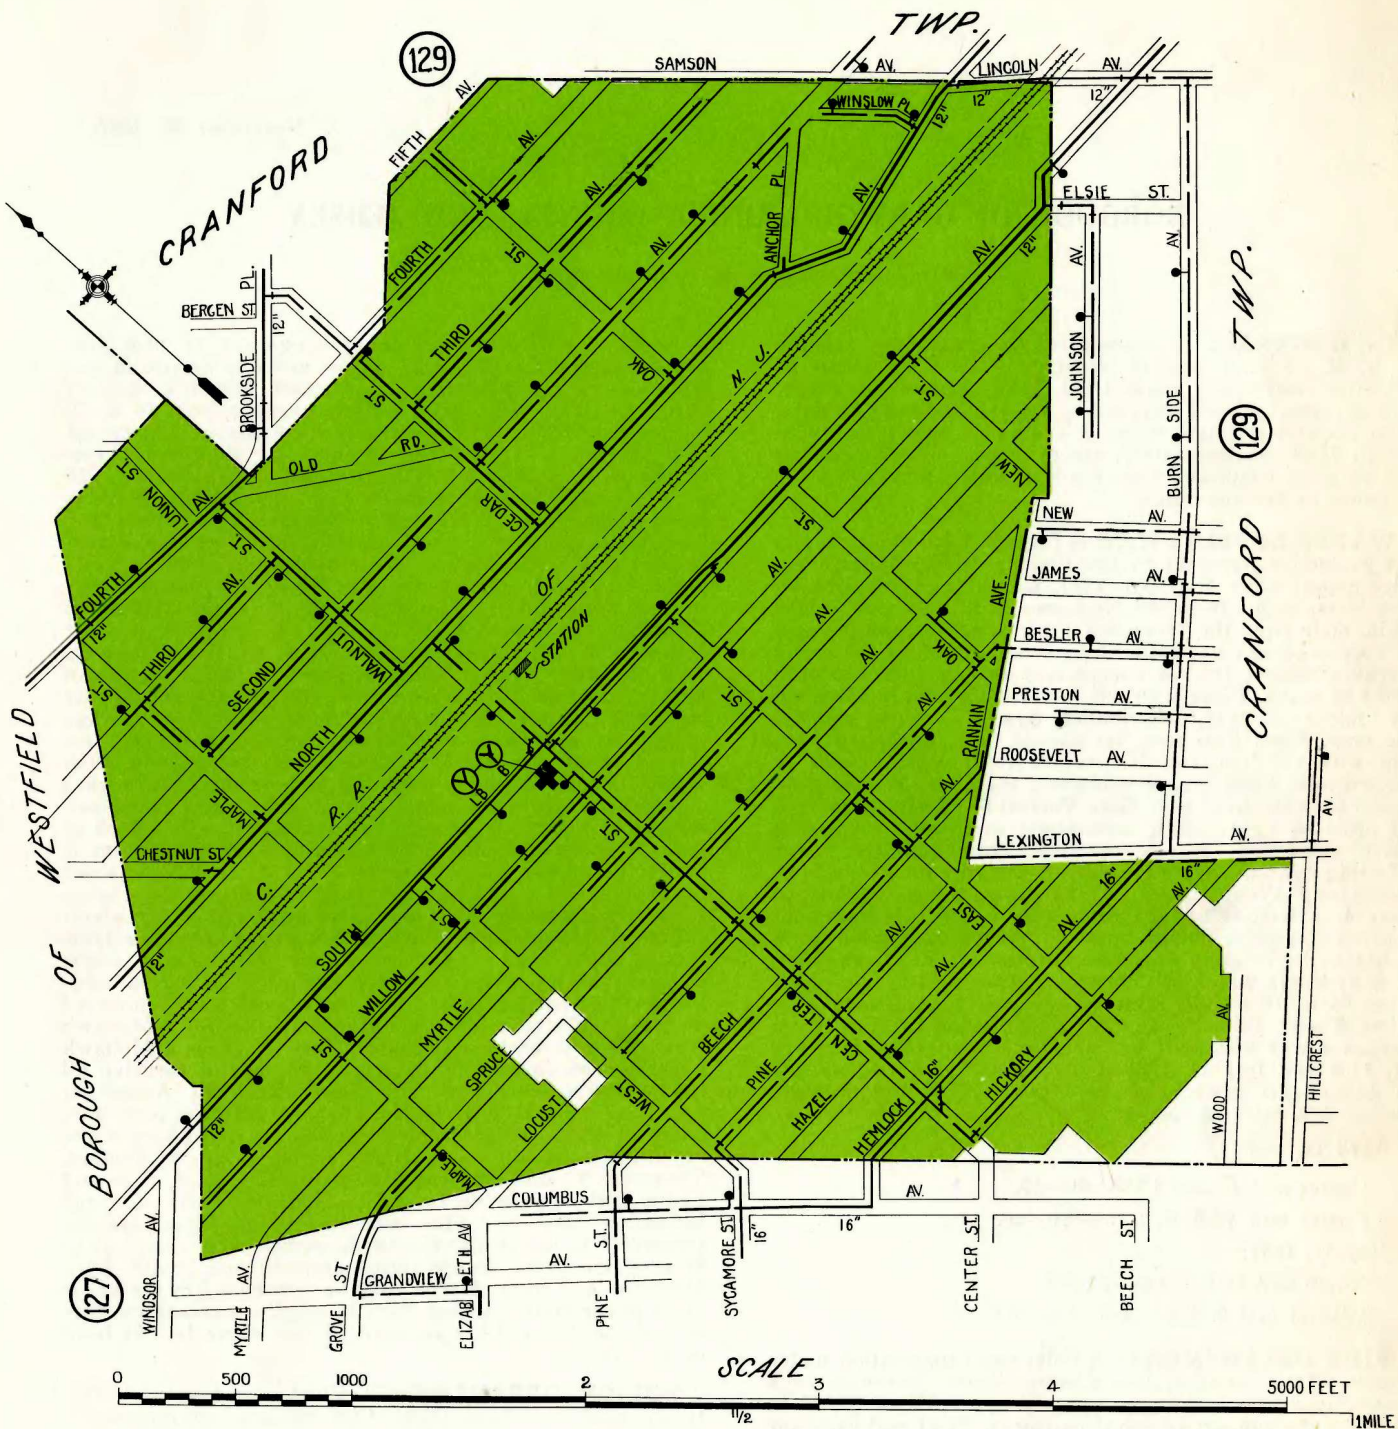 TWP.
129
SAMSON AV. LINCOLN AV.
WINSLOW PL.
12"
12"
12"
CRANFORD
FIFTH AV.
AV.
AV.
FOURTH
ST.
AV.
ANCHOR PL.
AV.
ELSIE ST.
AV.
12"
BERGEN ST.
BROOKSIDE PL.
12"
THIRD
OAK
N. J.
ST.
JOHNSON AV.
BURN SIDE AV.
CRANFORD TWP.
129
ST.
OLD RD.
UNION ST.
AV.
CEDAR
NEW
NEW AV.
ST.
ST.
OF
AV.
JAMES AV.
FOURTH
12"
AV.
STATION
AV.
AVE.
BESLER AV.
WALNUT
THIRD
SECOND
ST.
OAK
AV.
ST.
PRESTON AV.
NORTH
RANKIN
ROOSEVELT AV.
B
B
R. R.
MAPLE
ST.
AV.
LEXINGTON AV.
AV.
CHESTNUT ST.
C.
16"
16"
AV.
EAST
AV.
ST.
SOUTH
12"
WILLOW
AV.
AV.
BOROUGH OF WESTFIELD
MYRTLE
BEECH
CEN TER
ST.
SPRUCE
PINE
16"
HICKORY
HILLCREST
LOCUST
WEST
HAZEL
HEMLOCK
WOOD
12"
MAPLE
COLUMBUS AV.
16"
16"
127
WINDSOR AV.
MYRTLE AV.
GROVE ST.
GRANDVIEW AV.
ELIZAB ETH AV.
PINE ST.
SYCAMORE ST.
CENTER ST.
BEECH ST.
SCALE
0 500 1000 2 3 4 5000 FEET
1/2 1 MILE